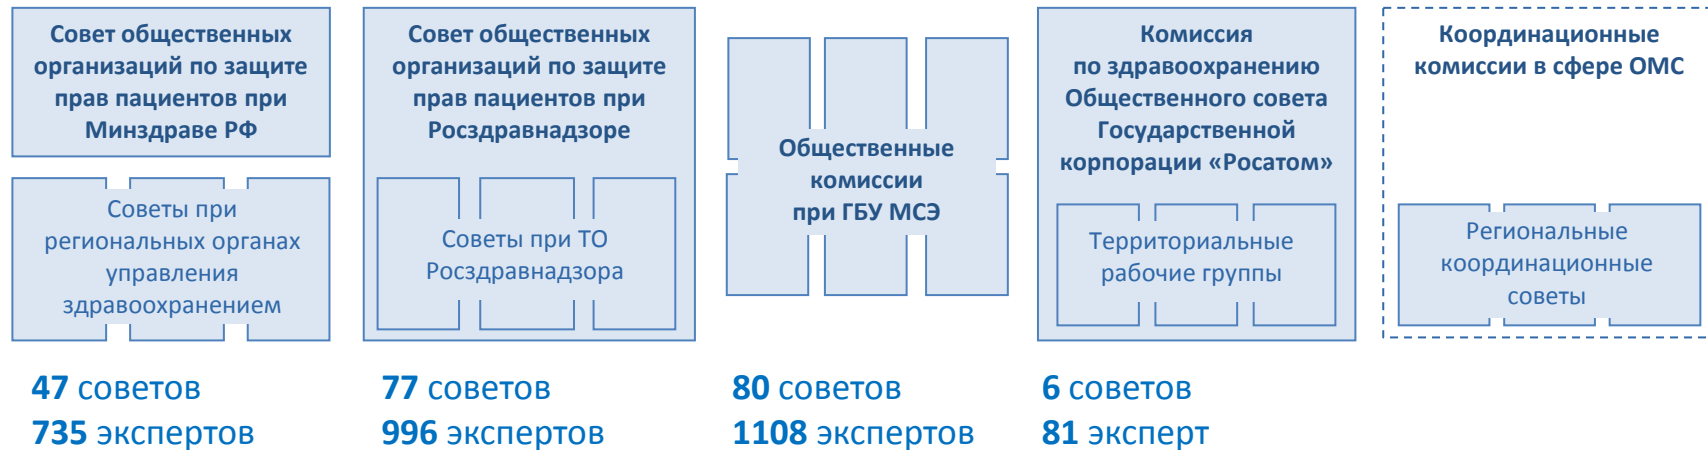 Совет общественных
организаций по защите
прав пациентов при
Минздраве РФ
Советы при
региональных органах
управления
здравоохранением
47 советов
735 экспертов
Совет общественных
организаций по защите
прав пациентов при
Росздравнадзоре
Советы при ТО
Росздравнадзора
77 советов
996 экспертов
Общественные
комиссии
при ГБУ МСЭ
80 советов
1108 экспертов
Комиссия
по здравоохранению
Общественного совета
Государственной
корпорации «Росатом»
Территориальные
рабочие группы
6 советов
81 эксперт
Координационные
комиссии в сфере ОМС
Региональные
координационные
советы